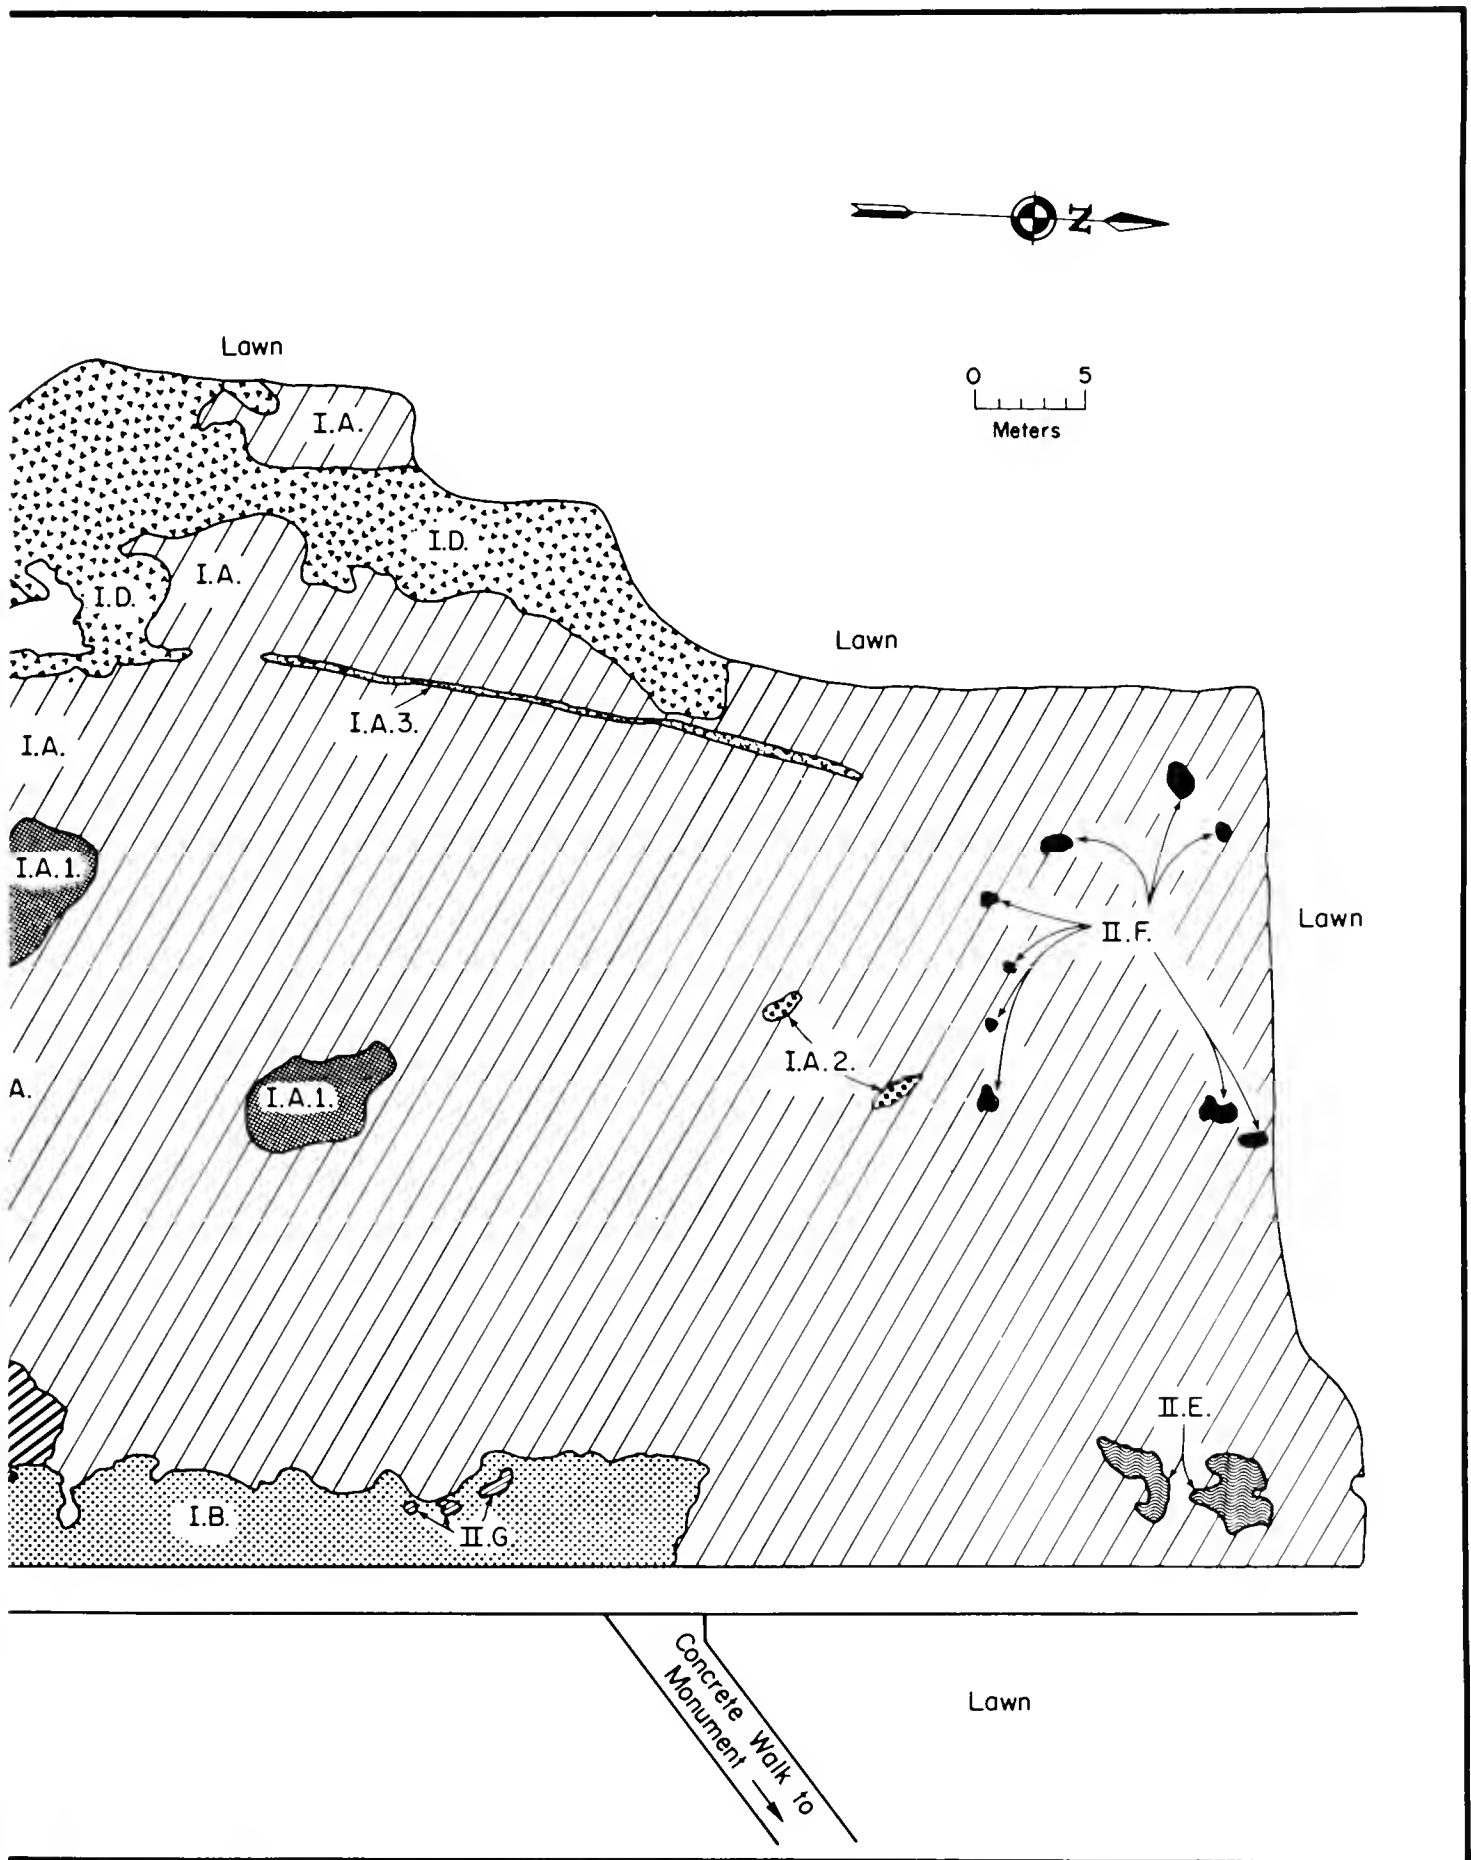 Z
Lawn
0 5
Meters
I.A.
I.D.
I.A.
I.D.
Lawn
I.A.3.
I.A.
I.A.1.
Lawn
II.F.
I.A.2.
A.
I.A.1.
II.E.
I.B.
II.G
Concrete Walk to
Monument
Lawn